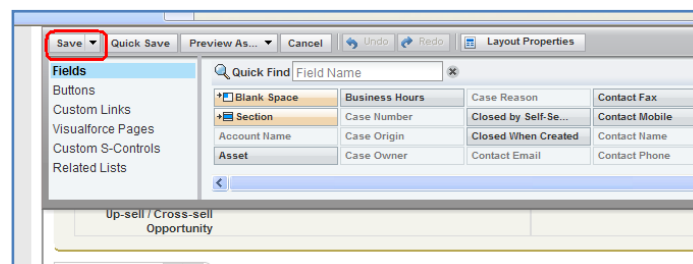 Save Quick Save Preview As... Cancel Undo Redo Layout Properties
Fields
Buttons
Custom Links
Visualforce Pages
Custom S-Controls
Related Lists
Quick Find Field Name
Blank Space Business Hours Case Reason Contact Fax
Section Case Number Closed by Self-Se... Contact Mobile
Account Name Case Origin Closed When Created Contact Name
Asset Case Owner Contact Email Contact Phone
Up-sell / Cross-sell
Opportunity